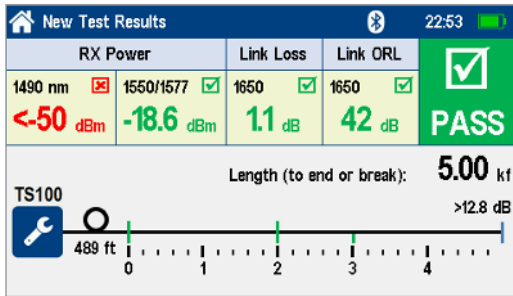 New Test Results 22:53
RX Power Link Loss Link ORL
1490 nm 1550/1577 1650 1650
<-50 dBm -18.6 dBm 1.1 dB 42 dB PASS
Length (to end or break): 5.00 kf
TS100 >12.8 dB
489 ft
0 1 2 3 4